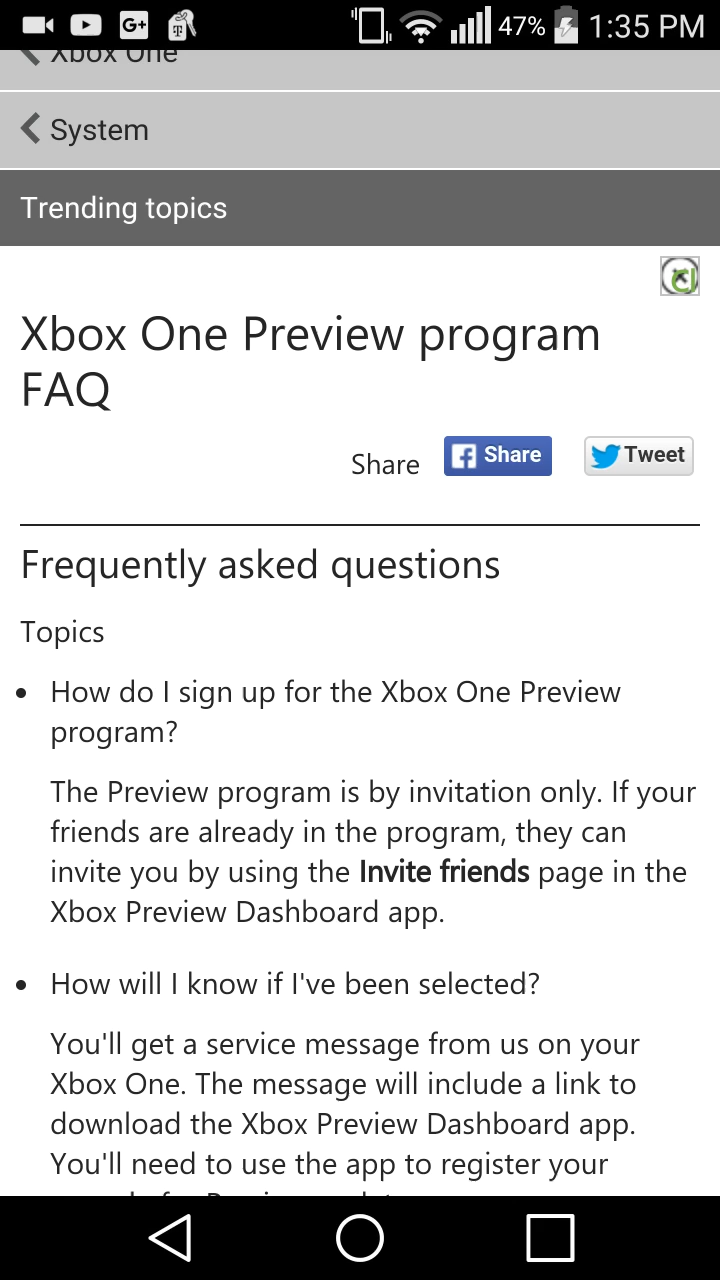 G+
T
47%
1:35 PM
Xbox One
System
Trending topics
Xbox One Preview program
FAQ
Share
Share
Tweet
Frequently asked questions
Topics
• How do I sign up for the Xbox One Preview
program?
The Preview program is by invitation only. If your
friends are already in the program, they can
invite you by using the Invite friends page in the
Xbox Preview Dashboard app.
• How will I know if I've been selected?
You'll get a service message from us on your
Xbox One. The message will include a link to
download the Xbox Preview Dashboard app.
You'll need to use the app to register your